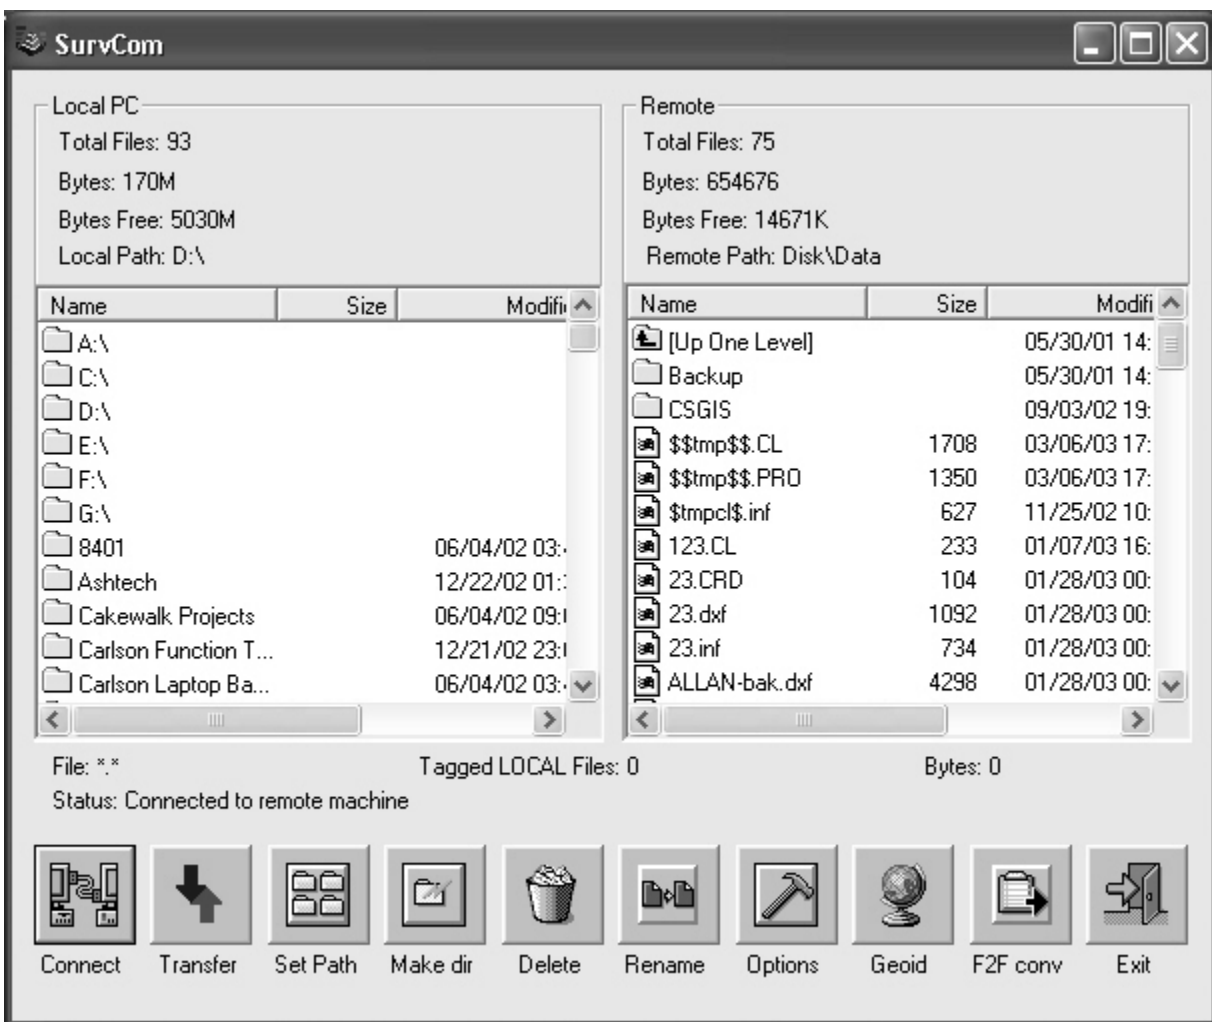 SurvCom
Local PC
Total Files: 93
Bytes: 170M
Bytes Free: 5030M
Local Path: D:\
Name Size Modifi
A:\
C:\
D:\
E:\
F:\
G:\
8401 06/04/02 03:
Ashtech 12/22/02 01:
Cakewalk Projects 06/04/02 09:
Carlson Function T... 12/21/02 23:
Carlson Laptop Ba... 06/04/02 03:
Remote
Total Files: 75
Bytes: 654676
Bytes Free: 14671K
Remote Path: Disk\Data
Name Size Modifi
[Up One Level] 05/30/01 14:
Backup 05/30/01 14:
CSGIS 09/03/02 19:
$$tmp$$.CL 1708 03/06/03 17:
$$tmp$$.PRO 1350 03/06/03 17:
$tmpcl$.inf 627 11/25/02 10:
123.CL 233 01/07/03 16:
23.CRD 104 01/28/03 00:
23.dxf 1092 01/28/03 00:
23.inf 734 01/28/03 00:
ALLAN-bak.dxf 4298 01/28/03 00:
File: *.* Tagged LOCAL Files: 0 Bytes: 0
Status: Connected to remote machine
Connect Transfer Set Path Make dir Delete Rename Options Geoid F2F conv Exit